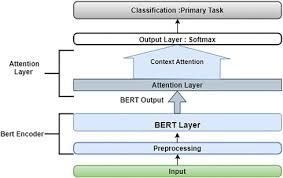 Classification :Primary Task
Output Layer : Softmax
Attention
Layer
Context Attention
Attention Layer
BERT Output
Bert Encoder
BERT Layer
Preprocessing
Input